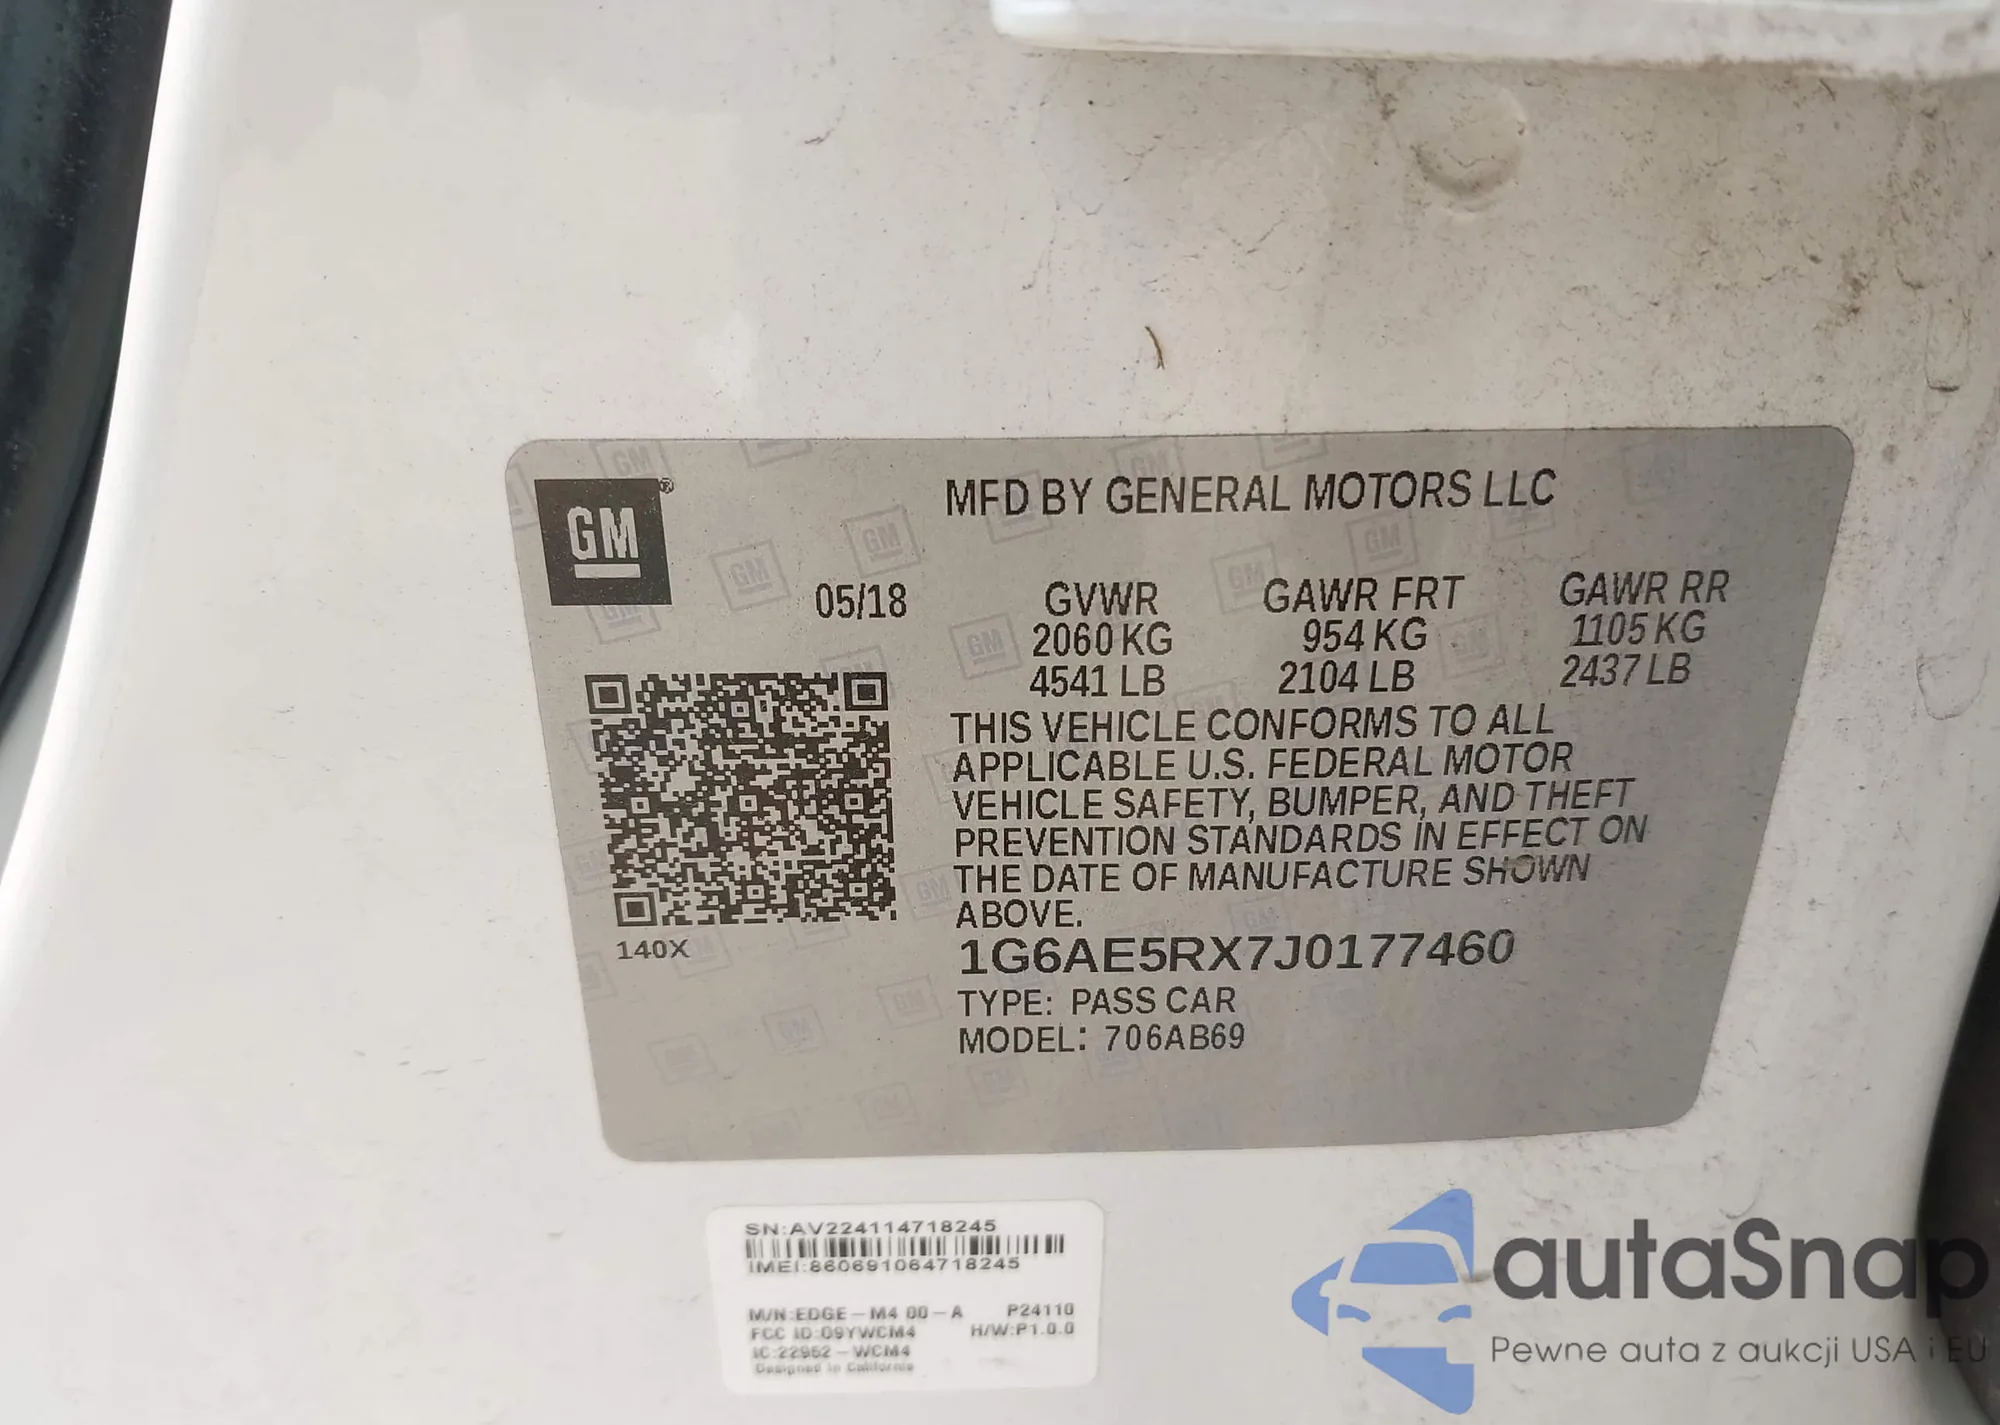 GM®
MFD BY GENERAL MOTORS LLC
05/18
GVWR GAWR FRT GAWR RR
2060 KG 954 KG 1105 KG
4541 LB 2104 LB 2437 LB
THIS VEHICLE CONFORMS TO ALL
APPLICABLE U.S. FEDERAL MOTOR
VEHICLE SAFETY, BUMPER, AND THEFT
PREVENTION STANDARDS IN EFFECT ON
THE DATE OF MANUFACTURE SHOWN
ABOVE.
140X
1G6AE5RX7J0177460
TYPE: PASS CAR
MODEL: 706AB69
SN:AV224114718245
IMEI:860691064718245
M/N:EDGE-M4 00-A P24110
FCC ID:O9YWCM4 H/W:P1.0.0
IC:22952-WCM4
Designed in California
autaSnap
Pewne auta z aukcji USA i EU